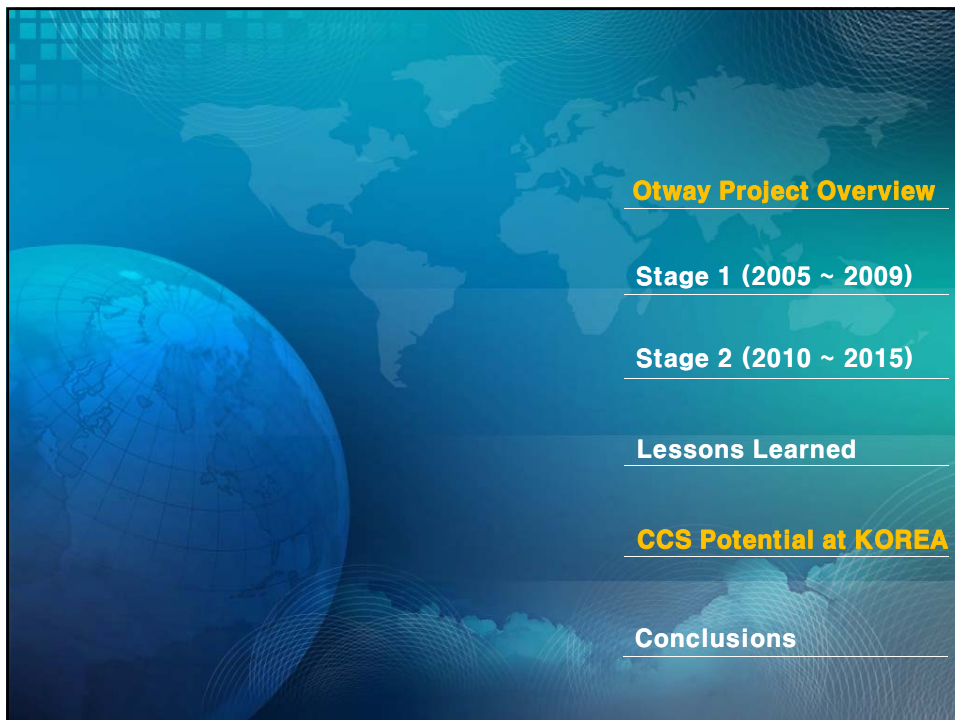 Otway Project Overview
Stage 1 (2005 ~ 2009)
Stage 2 (2010 ~ 2015)
Lessons Learned
CCS Potential at KOREA
Conclusions